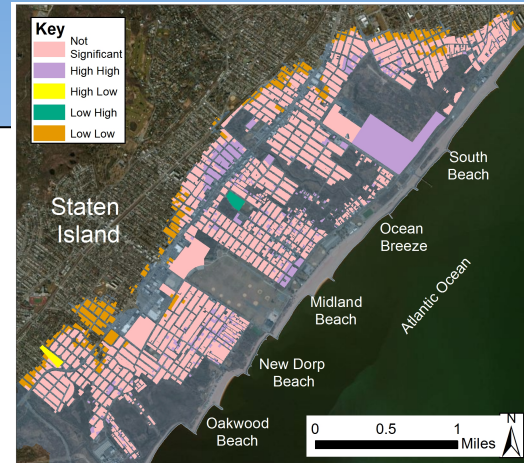 Key
Not
Significant
High High
High Low
Low High
Low Low
Staten
Island
South
Beach
Ocean
Breeze
Atlantic Ocean
Midland
Beach
New Dorp
Beach
Oakwood
Beach
N
0 0.5 1
Miles